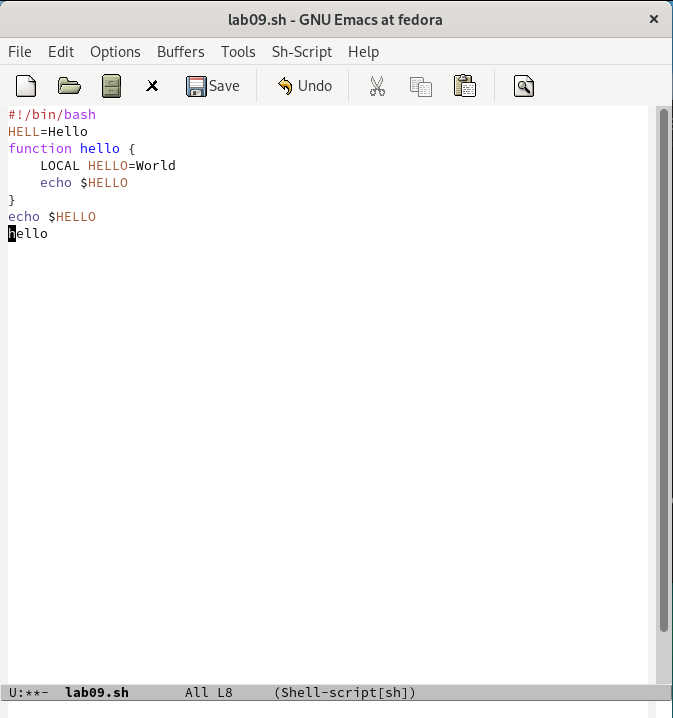 lab09.sh - GNU Emacs at fedora ×
File Edit Options Buffers Tools Sh-Script Help
Save Undo
#!/bin/bash
HELL=Hello
function hello {
    LOCAL HELLO=World
    echo $HELLO
}
echo $HELLO
hello
U:**-  lab09.sh       All L8     (Shell-script[sh])